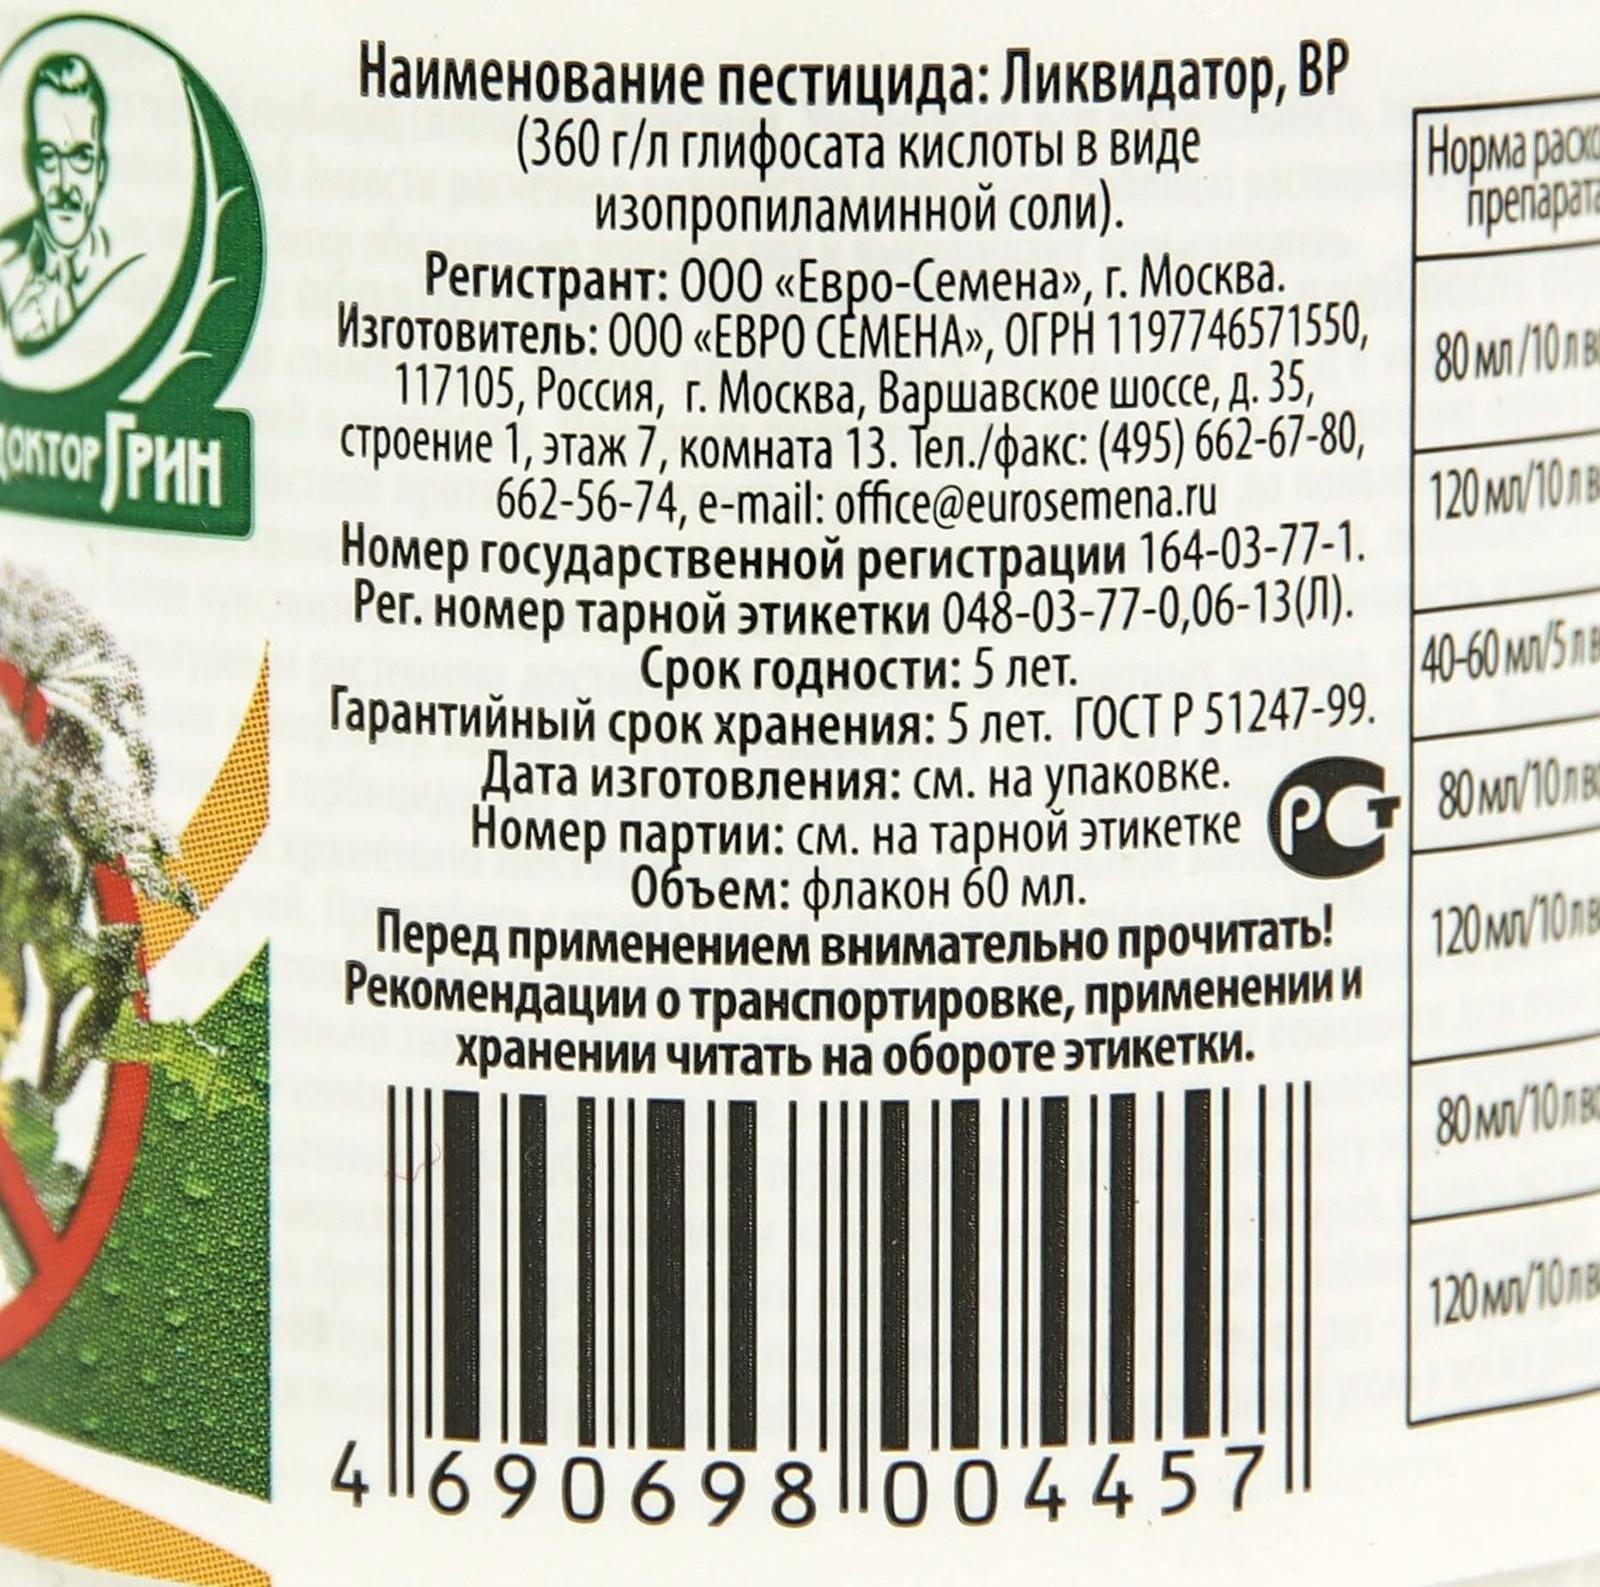 ДОКТОР ГРИН
Наименование пестицида: Ликвидатор, ВР
(360 г/л глифосата кислоты в виде
изопропиламинной соли).
Регистрант: ООО «Евро-Семена», г. Москва.
Изготовитель: ООО «ЕВРО СЕМЕНА», ОГРН 1197746571550,
117105, Россия, г. Москва, Варшавское шоссе, д. 35,
строение 1, этаж 7, комната 13. Тел./факс: (495) 662-67-80,
662-56-74, e-mail: office@eurosemena.ru
Номер государственной регистрации 164-03-77-1.
Рег. номер тарной этикетки 048-03-77-0,06-13(Л).
Срок годности: 5 лет.
Гарантийный срок хранения: 5 лет. ГОСТ Р 51247-99.
Дата изготовления: см. на упаковке.
Номер партии: см. на тарной этикетке
РСТ
Объем: флакон 60 мл.
Перед применением внимательно прочитать!
Рекомендации о транспортировке, применении и
хранении читать на обороте этикетки.
4 690698 004457
Норма
80 мл/10 л
120 мл/10 л
40-60 мл/5 л
80 мл/10 л
120 мл/10 л
80 мл/10 л
120 мл/10 л